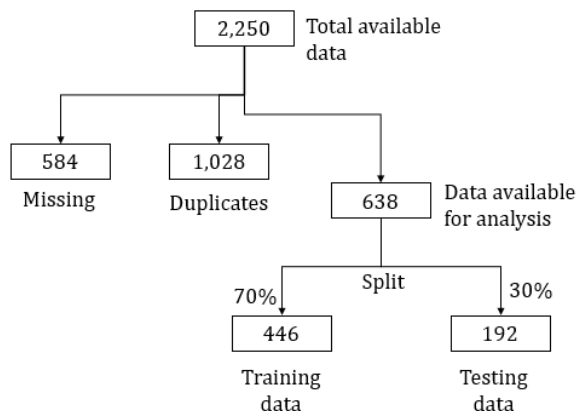 2,250
Total available
data
584
1,028
Missing
Duplicates
638
Data available
for analysis
Split
70%
30%
446
192
Training
data
Testing
data